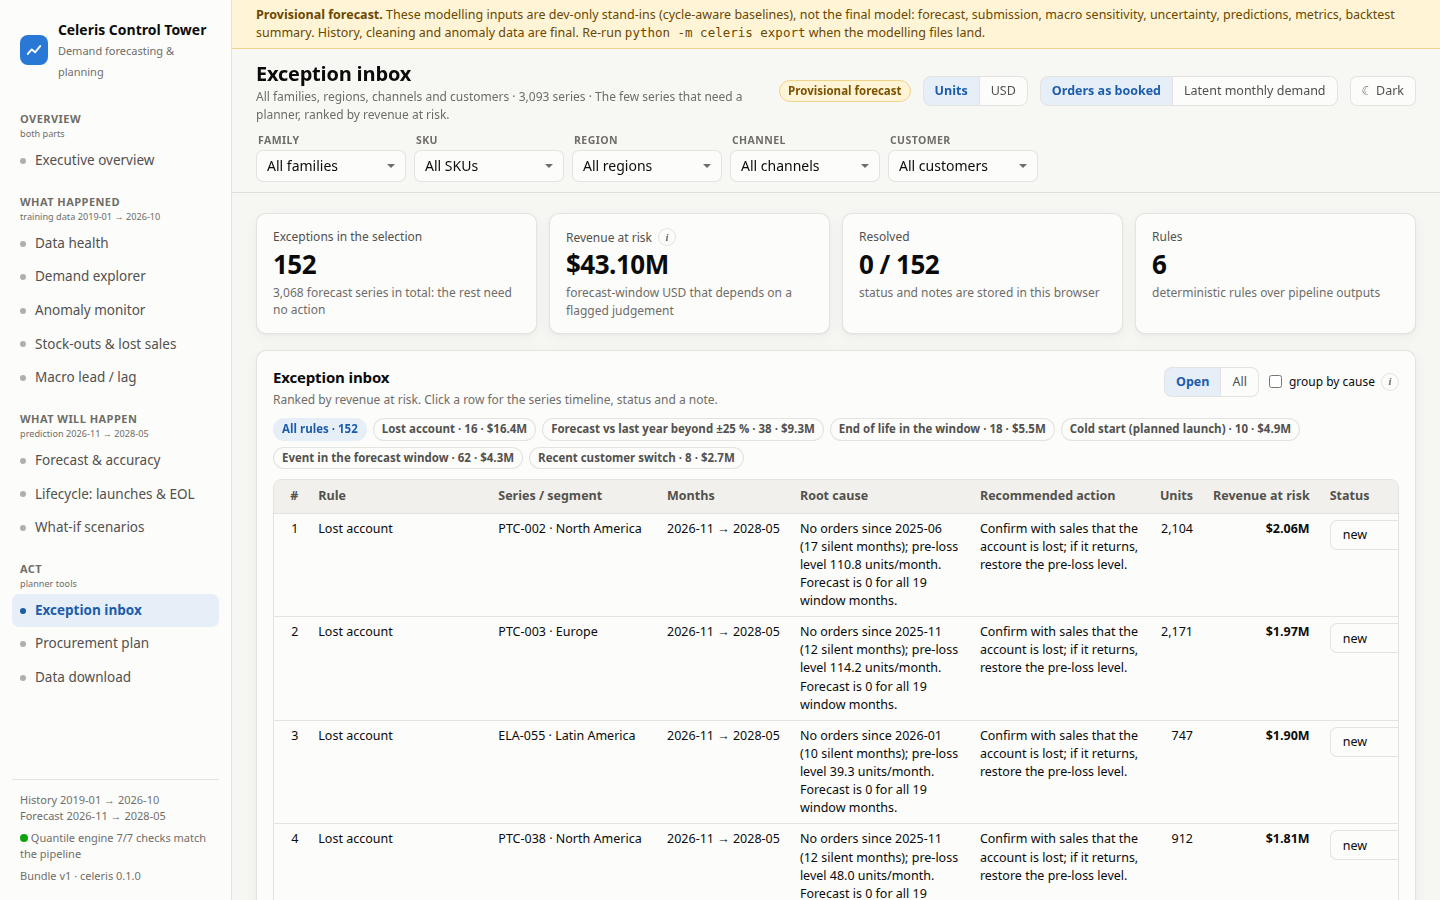 Provisional forecast. These modelling inputs are dev-only stand-ins (cycle-aware baselines), not the final model: forecast, submission, macro sensitivity, uncertainty, predictions, metrics, backtest
summary. History, cleaning and anomaly data are final. Re-run python -m celeris export when the modelling files land.
Celeris Control Tower
Demand forecasting &
planning
OVERVIEW
both parts
Executive overview
WHAT HAPPENED
training data 2019-01 → 2026-10
Data health
Demand explorer
Anomaly monitor
Stock-outs & lost sales
Macro lead / lag
WHAT WILL HAPPEN
prediction 2026-11 → 2028-05
Forecast & accuracy
Lifecycle: launches & EOL
What-if scenarios
ACT
planner tools
Exception inbox
Procurement plan
Data download
History 2019-01 → 2026-10
Forecast 2026-11 → 2028-05
Quantile engine 7/7 checks match
the pipeline
Bundle v1 · celeris 0.1.0
Exception inbox
All families, regions, channels and customers · 3,093 series · The few series that need a
planner, ranked by revenue at risk.
Provisional forecast
Units USD
Orders as booked Latent monthly demand
☾ Dark
FAMILY SKU REGION CHANNEL CUSTOMER
All families All SKUs All regions All channels All customers
Exceptions in the selection
152
3,068 forecast series in total: the rest need
no action
Revenue at risk i
$43.10M
forecast-window USD that depends on a
flagged judgement
Resolved
0 / 152
status and notes are stored in this browser
Rules
6
deterministic rules over pipeline outputs
Exception inbox
Ranked by revenue at risk. Click a row for the series timeline, status and a note.
Open All group by cause i
All rules · 152 Lost account · 16 · $16.4M Forecast vs last year beyond ±25 % · 38 · $9.3M End of life in the window · 18 · $5.5M Cold start (planned launch) · 10 · $4.9M
Event in the forecast window · 62 · $4.3M Recent customer switch · 8 · $2.7M
# Rule Series / segment Months Root cause Recommended action Units Revenue at risk Status
1 Lost account PTC-002 · North America 2026-11 → 2028-05 No orders since 2025-06 Confirm with sales that the 2,104 $2.06M new
(17 silent months); pre-loss account is lost; if it returns,
level 110.8 units/month. restore the pre-loss level.
Forecast is 0 for all 19
window months.
2 Lost account PTC-003 · Europe 2026-11 → 2028-05 No orders since 2025-11 Confirm with sales that the 2,171 $1.97M new
(12 silent months); pre-loss account is lost; if it returns,
level 114.2 units/month. restore the pre-loss level.
Forecast is 0 for all 19
window months.
3 Lost account ELA-055 · Latin America 2026-11 → 2028-05 No orders since 2026-01 Confirm with sales that the 747 $1.90M new
(10 silent months); pre-loss account is lost; if it returns,
level 39.3 units/month. restore the pre-loss level.
Forecast is 0 for all 19
window months.
4 Lost account PTC-038 · North America 2026-11 → 2028-05 No orders since 2025-11 Confirm with sales that the 912 $1.81M new
(12 silent months); pre-loss account is lost; if it returns,
level 48.0 units/month. restore the pre-loss level.
Forecast is 0 for all 19